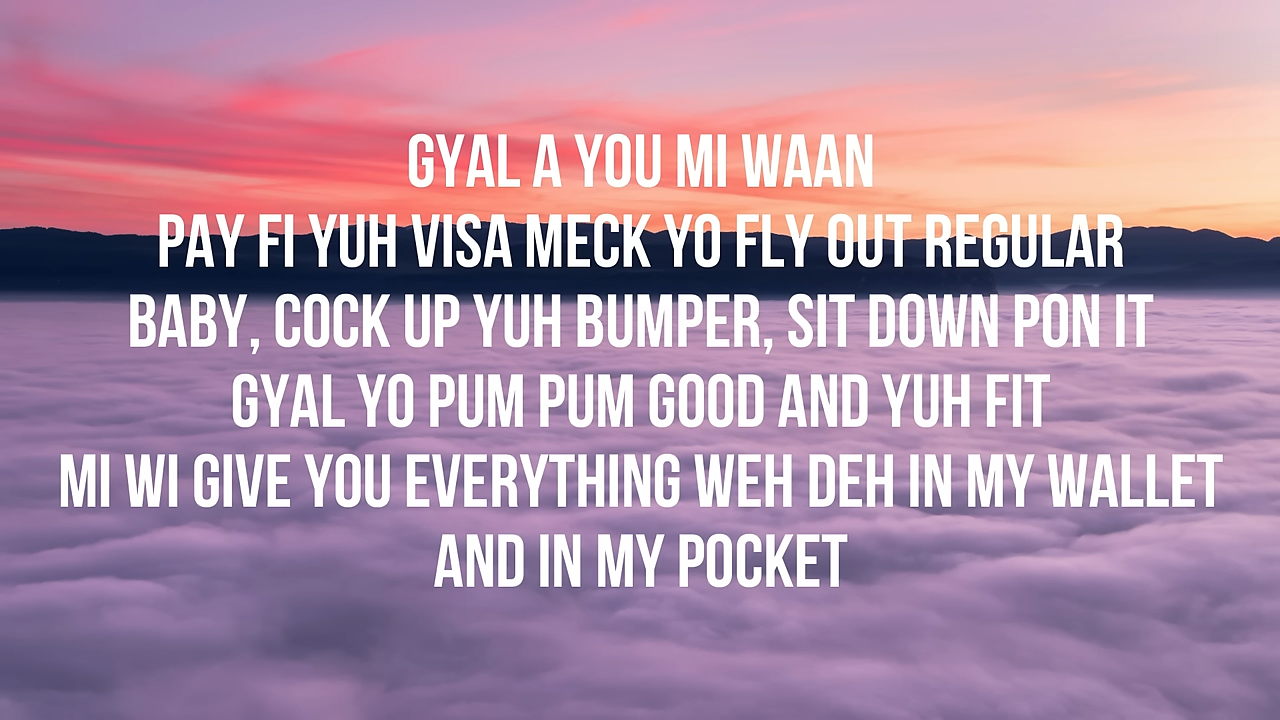 GYAL A YOU MI WAAN
PAY FI YUH VISA MECK YO FLY OUT REGULAR
BABY, COCK UP YUH BUMPER, SIT DOWN PON IT
GYAL YO PUM PUM GOOD AND YUH FIT
MI WI GIVE YOU EVERYTHING WEH DEH IN MY WALLET
AND IN MY POCKET